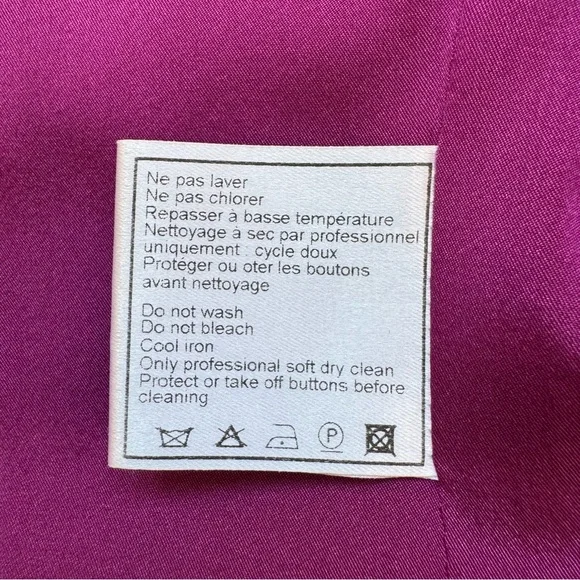 Ne pas laver
Ne pas chlorer
Repasser à basse température
Nettoyage à sec par professionnel
uniquement : cycle doux
Protéger ou oter les boutons
avant nettoyage
Do not wash
Do not bleach
Cool iron
Only professional soft dry clean
Protect or take off buttons before
cleaning
P